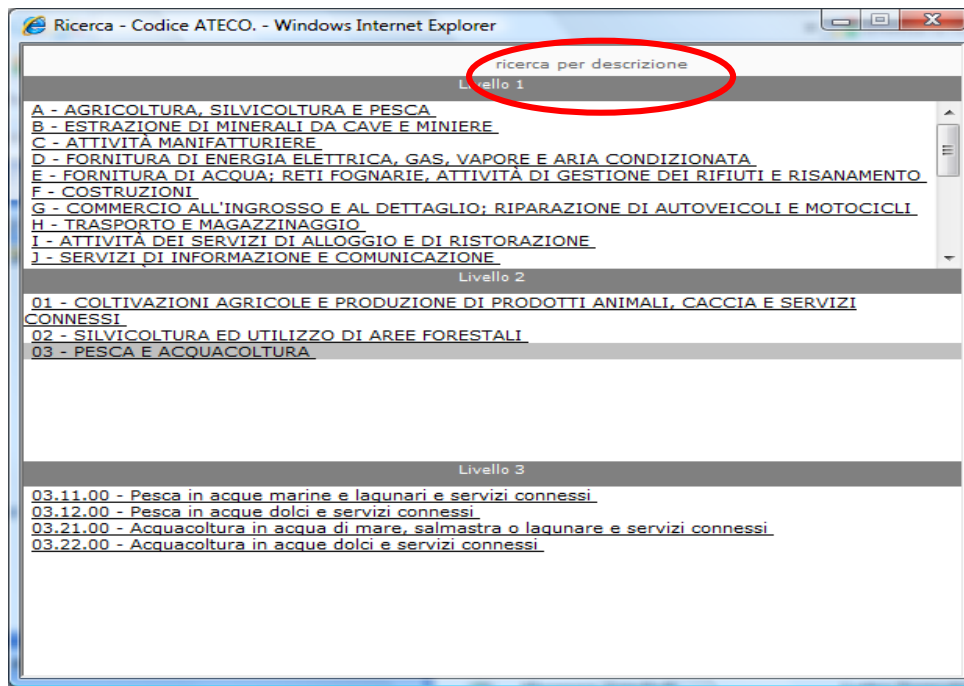 Ricerca - Codice ATECO. - Windows Internet Explorer
ricerca per descrizione
Livello 1
A - AGRICOLTURA, SILVICOLTURA E PESCA
B - ESTRAZIONE DI MINERALI DA CAVE E MINIERE
C - ATTIVITÀ MANIFATTURIERE
D - FORNITURA DI ENERGIA ELETTRICA, GAS, VAPORE E ARIA CONDIZIONATA
E - FORNITURA DI ACQUA; RETI FOGNARIE, ATTIVITÀ DI GESTIONE DEI RIFIUTI E RISANAMENTO
F - COSTRUZIONI
G - COMMERCIO ALL'INGROSSO E AL DETTAGLIO; RIPARAZIONE DI AUTOVEICOLI E MOTOCICLI
H - TRASPORTO E MAGAZZINAGGIO
I - ATTIVITÀ DEI SERVIZI DI ALLOGGIO E DI RISTORAZIONE
J - SERVIZI DI INFORMAZIONE E COMUNICAZIONE
Livello 2
01 - COLTIVAZIONI AGRICOLE E PRODUZIONE DI PRODOTTI ANIMALI, CACCIA E SERVIZI
CONNESSI
02 - SILVICOLTURA ED UTILIZZO DI AREE FORESTALI
03 - PESCA E ACQUACOLTURA
Livello 3
03.11.00 - Pesca in acque marine e lagunari e servizi connessi
03.12.00 - Pesca in acque dolci e servizi connessi
03.21.00 - Acquacoltura in acqua di mare, salmastra o lagunare e servizi connessi
03.22.00 - Acquacoltura in acque dolci e servizi connessi